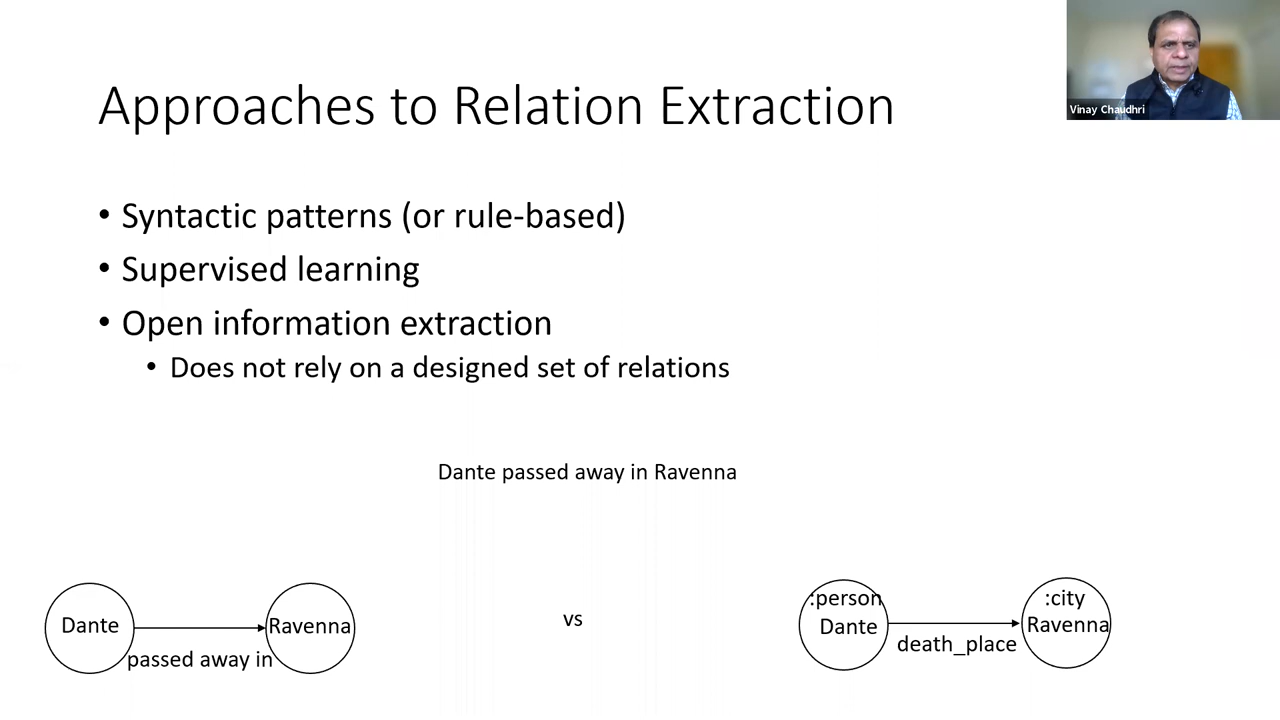 Vinay Chaudhri
Approaches to Relation Extraction
• Syntactic patterns (or rule-based)
• Supervised learning
• Open information extraction
• Does not rely on a designed set of relations
Dante passed away in Ravenna
Dante
passed away in
Ravenna
vs
:person
Dante
death_place
:city
Ravenna